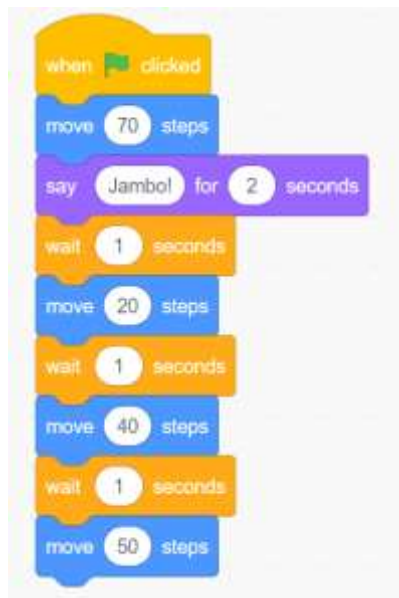 when clicked
move 70 steps
say Jambo! for 2 seconds
wait 1 seconds
move 20 steps
wait 1 seconds
move 40 steps
wait 1 seconds
move 50 steps